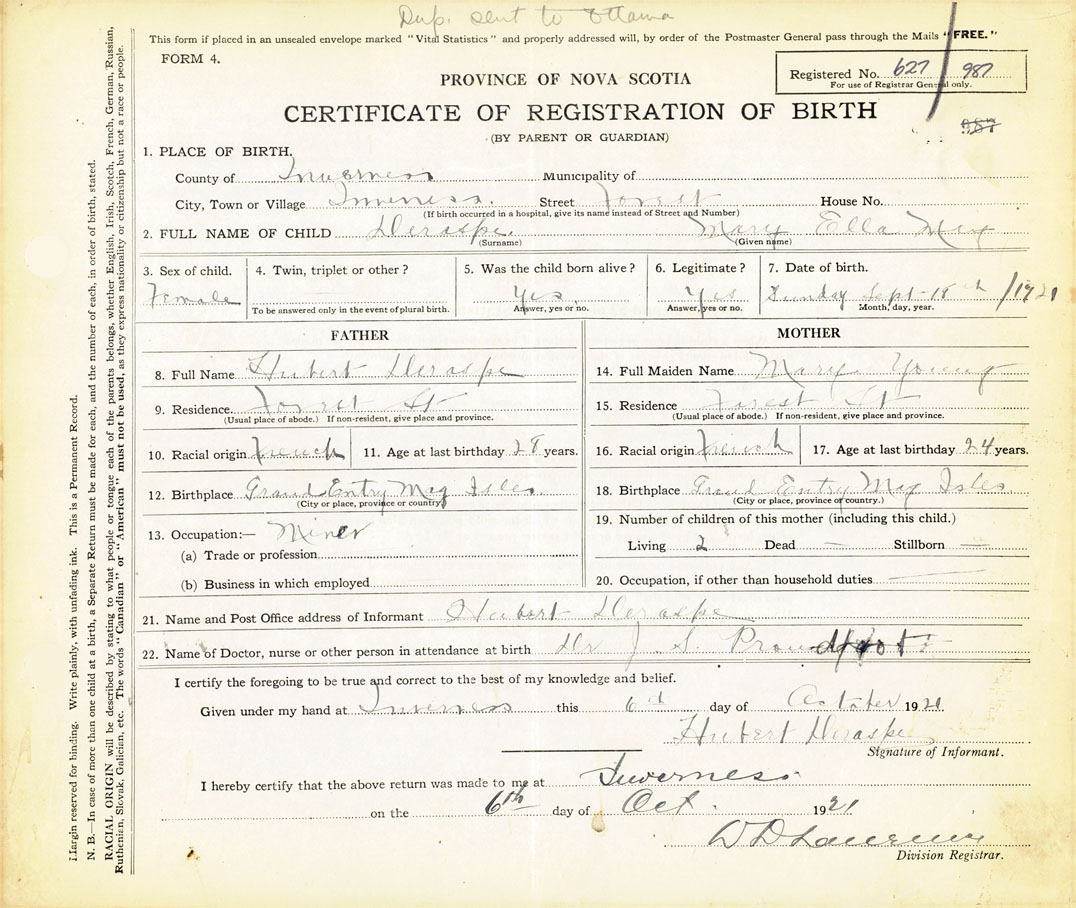 Dup. sent to Ottawa
This form if placed in an unsealed envelope marked "Vital Statistics" and properly addressed will, by order of the Postmaster General pass through the Mails "FREE."
FORM 4.
Registered No. 627 987
For use of Registrar General only.
PROVINCE OF NOVA SCOTIA
CERTIFICATE OF REGISTRATION OF BIRTH
987
(BY PARENT OR GUARDIAN)
1. PLACE OF BIRTH.
County of Inverness Municipality of
City, Town or Village Inverness. Street Forest House No.
(If birth occurred in a hospital, give its name instead of Street and Number)
2. FULL NAME OF CHILD Deraspe. Mary Ella May
(Surname) (Given name)
3. Sex of child. 4. Twin, triplet or other? 5. Was the child born alive? 6. Legitimate? 7. Date of birth.
Female Yes. Yes Sunday Sept-18th /1921
To be answered only in the event of plural birth. Answer, yes or no. Answer, yes or no. Month, day, year.
FATHER
8. Full Name Hubert Deraspe
9. Residence Forest St
(Usual place of abode.) If non-resident, give place and province.
10. Racial origin French 11. Age at last birthday 28 years.
12. Birthplace Grand Entry Mag Isles.
(City or place, province or country)
13. Occupation:— Miner
(a) Trade or profession
(b) Business in which employed
MOTHER
14. Full Maiden Name Mary Young
15. Residence Forest St
(Usual place of abode.) If non-resident, give place and province.
16. Racial origin French 17. Age at last birthday 24 years.
18. Birthplace Grand Entry Mag Isles.
(City or place, province or country.)
19. Number of children of this mother (including this child.)
Living 2 Dead — Stillborn —
20. Occupation, if other than household duties —
21. Name and Post Office address of Informant Hubert Deraspe
22. Name of Doctor, nurse or other person in attendance at birth Dr J. S. Proudfoot
I certify the foregoing to be true and correct to the best of my knowledge and belief.
Given under my hand at Inverness this 6d day of October 1921
Hubert Deraspe
Signature of Informant.
I hereby certify that the above return was made to me at Inverness
on the 6th day of Oct. 1921
Division Registrar.
Margin reserved for binding. Write plainly, with unfading ink. This is a Permanent Record.
N. B.—In case of more than one child at a birth, a Separate Return must be made for each, and the number of each, in order of birth, stated.
RACIAL ORIGIN will be described by stating to what people or tongue each of the parents belongs, whether English, Irish, Scotch, French, German, Russian,
Ruthenian, Slovak, Galician, etc. The words "Canadian" or "American" must not be used, as they express nationality or citizenship but not a race or people.